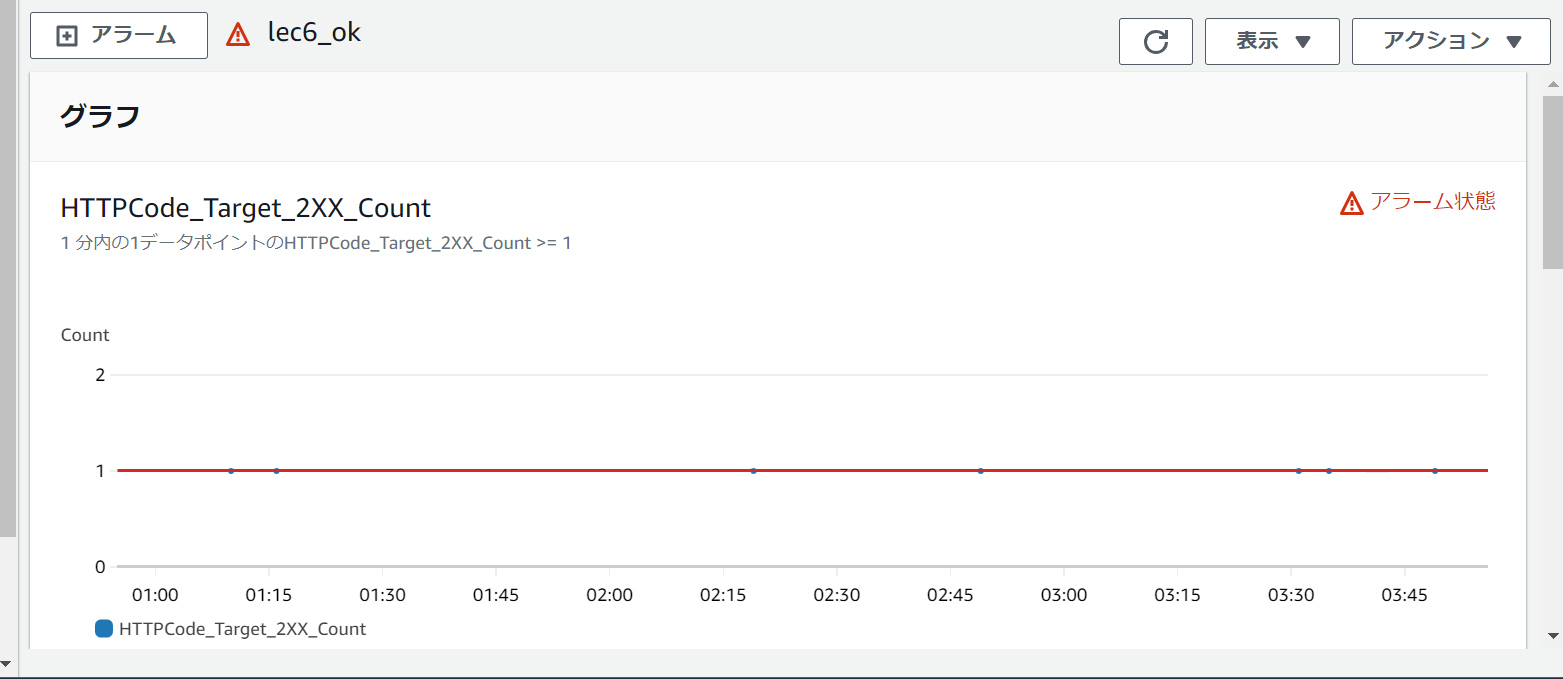 アラーム
lec6_ok
表示
アクション
グラフ
HTTPCode_Target_2XX_Count
アラーム状態
1 分内の1データポイントのHTTPCode_Target_2XX_Count >= 1
Count
2
1
0
01:00 01:15 01:30 01:45 02:00 02:15 02:30 02:45 03:00 03:15 03:30 03:45
HTTPCode_Target_2XX_Count